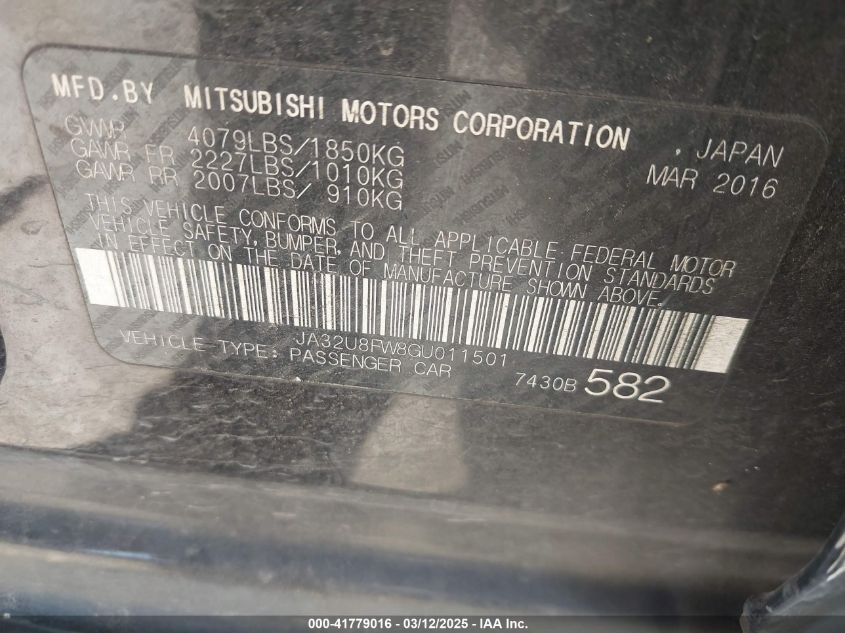 MFD.BY MITSUBISHI MOTORS CORPORATION , JAPAN
GVWR 4079LBS/1850KG MAR 2016
GAWR FR 2227LBS/1010KG
GAWR RR 2007LBS/ 910KG
THIS VEHICLE CONFORMS TO ALL APPLICABLE FEDERAL MOTOR
VEHICLE SAFETY, BUMPER, AND THEFT PREVENTION STANDARDS
IN EFFECT ON THE DATE OF MANUFACTURE SHOWN ABOVE.
JA32U8FW8GU011501
VEHICLE TYPE: PASSENGER CAR 7430B 582
000-41779016 - 03/12/2025 - IAA Inc.